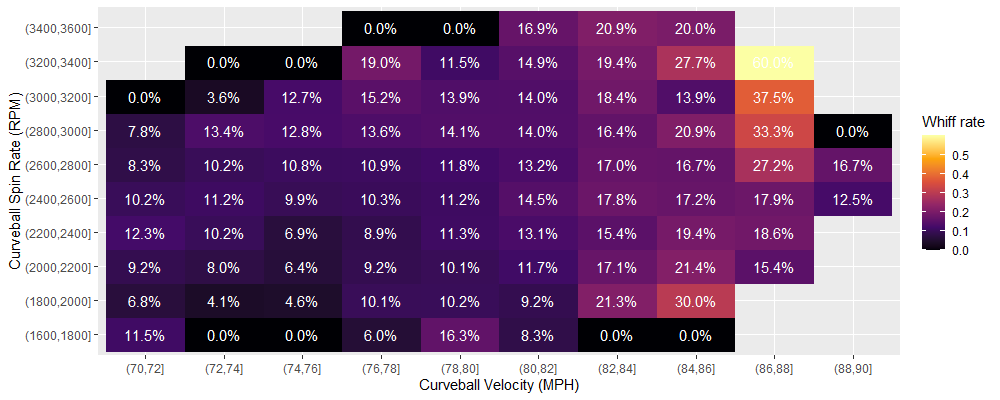 Curveball Spin Rate (RPM)
(3400,3600] 0.0% 0.0% 16.9% 20.9% 20.0%
(3200,3400] 0.0% 0.0% 19.0% 11.5% 14.9% 19.4% 27.7% 60.0%
(3000,3200] 0.0% 3.6% 12.7% 15.2% 13.9% 14.0% 18.4% 13.9% 37.5%
(2800,3000] 7.8% 13.4% 12.8% 13.6% 14.1% 14.0% 16.4% 20.9% 33.3% 0.0%
(2600,2800] 8.3% 10.2% 10.8% 10.9% 11.8% 13.2% 17.0% 16.7% 27.2% 16.7%
(2400,2600] 10.2% 11.2% 9.9% 10.3% 11.2% 14.5% 17.8% 17.2% 17.9% 12.5%
(2200,2400] 12.3% 10.2% 6.9% 8.9% 11.3% 13.1% 15.4% 19.4% 18.6%
(2000,2200] 9.2% 8.0% 6.4% 9.2% 10.1% 11.7% 17.1% 21.4% 15.4%
(1800,2000] 6.8% 4.1% 4.6% 10.1% 10.2% 9.2% 21.3% 30.0%
(1600,1800] 11.5% 0.0% 0.0% 6.0% 16.3% 8.3% 0.0% 0.0%
(70,72] (72,74] (74,76] (76,78] (78,80] (80,82] (82,84] (84,86] (86,88] (88,90]
Curveball Velocity (MPH)
Whiff rate
0.5
0.4
0.3
0.2
0.1
0.0